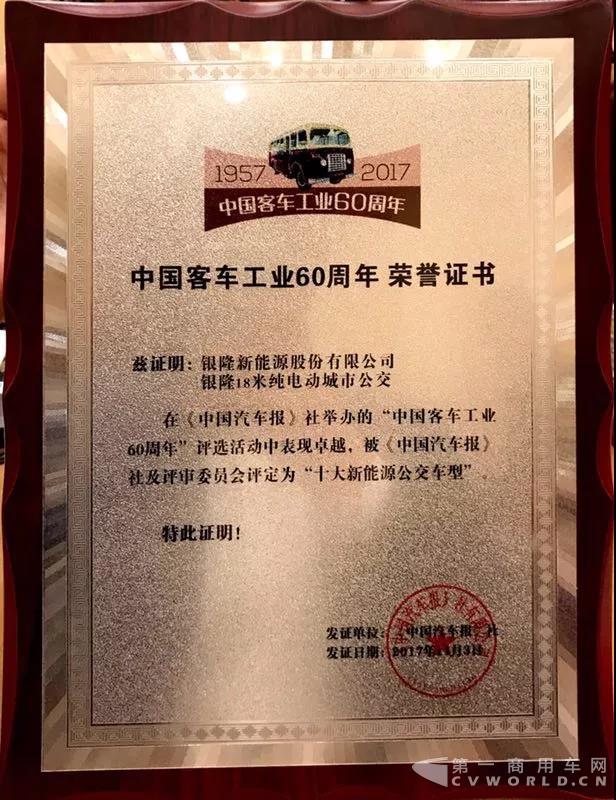 1957 2017
中国客车工业60周年
中国客车工业60周年 荣誉证书
兹证明：银隆新能源股份有限公司
银隆18米纯电动城市公交
在《中国汽车报》社举办的“中国客车工业
60周年”评选活动中表现卓越，被《中国汽车报》
社及评审委员会评定为“十大新能源公交车型”。
特此证明！
发证单位：《中国汽车报》社
发证日期：2017年11月3日
第一商用车网
CVWORLD.CN